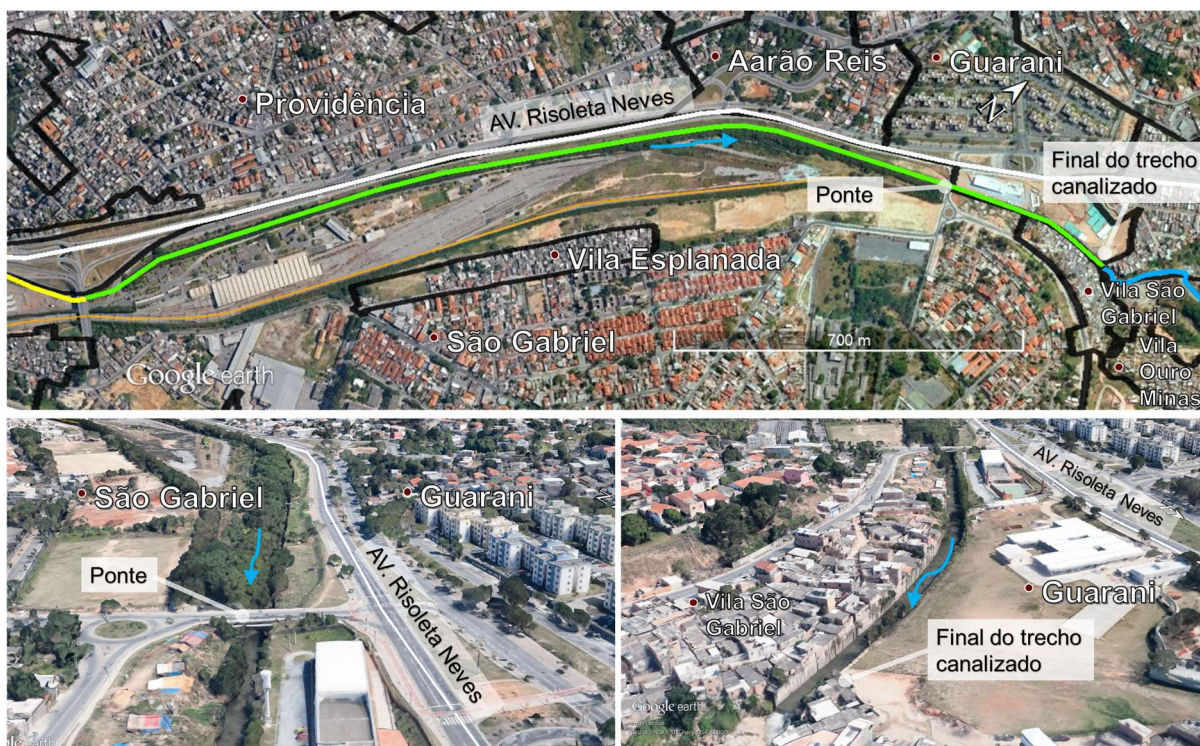 Providência
AV. Risoleta Neves
Aarão Reis
Guarani
N
Final do trecho
canalizado
Ponte
Vila Esplanada
Vila São
Gabriel
São Gabriel
700 m
Vila
Ouro
Minas
Google earth
São Gabriel
Guarani
Ponte
AV. Risoleta Neves
earth
AV. Risoleta Neves
Vila São
Gabriel
Guarani
Final do trecho
canalizado
Google earth